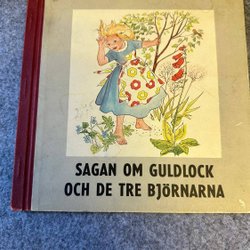 SAGAN OM GULDLOCK
OCH DE TRE BJÖRNARNA